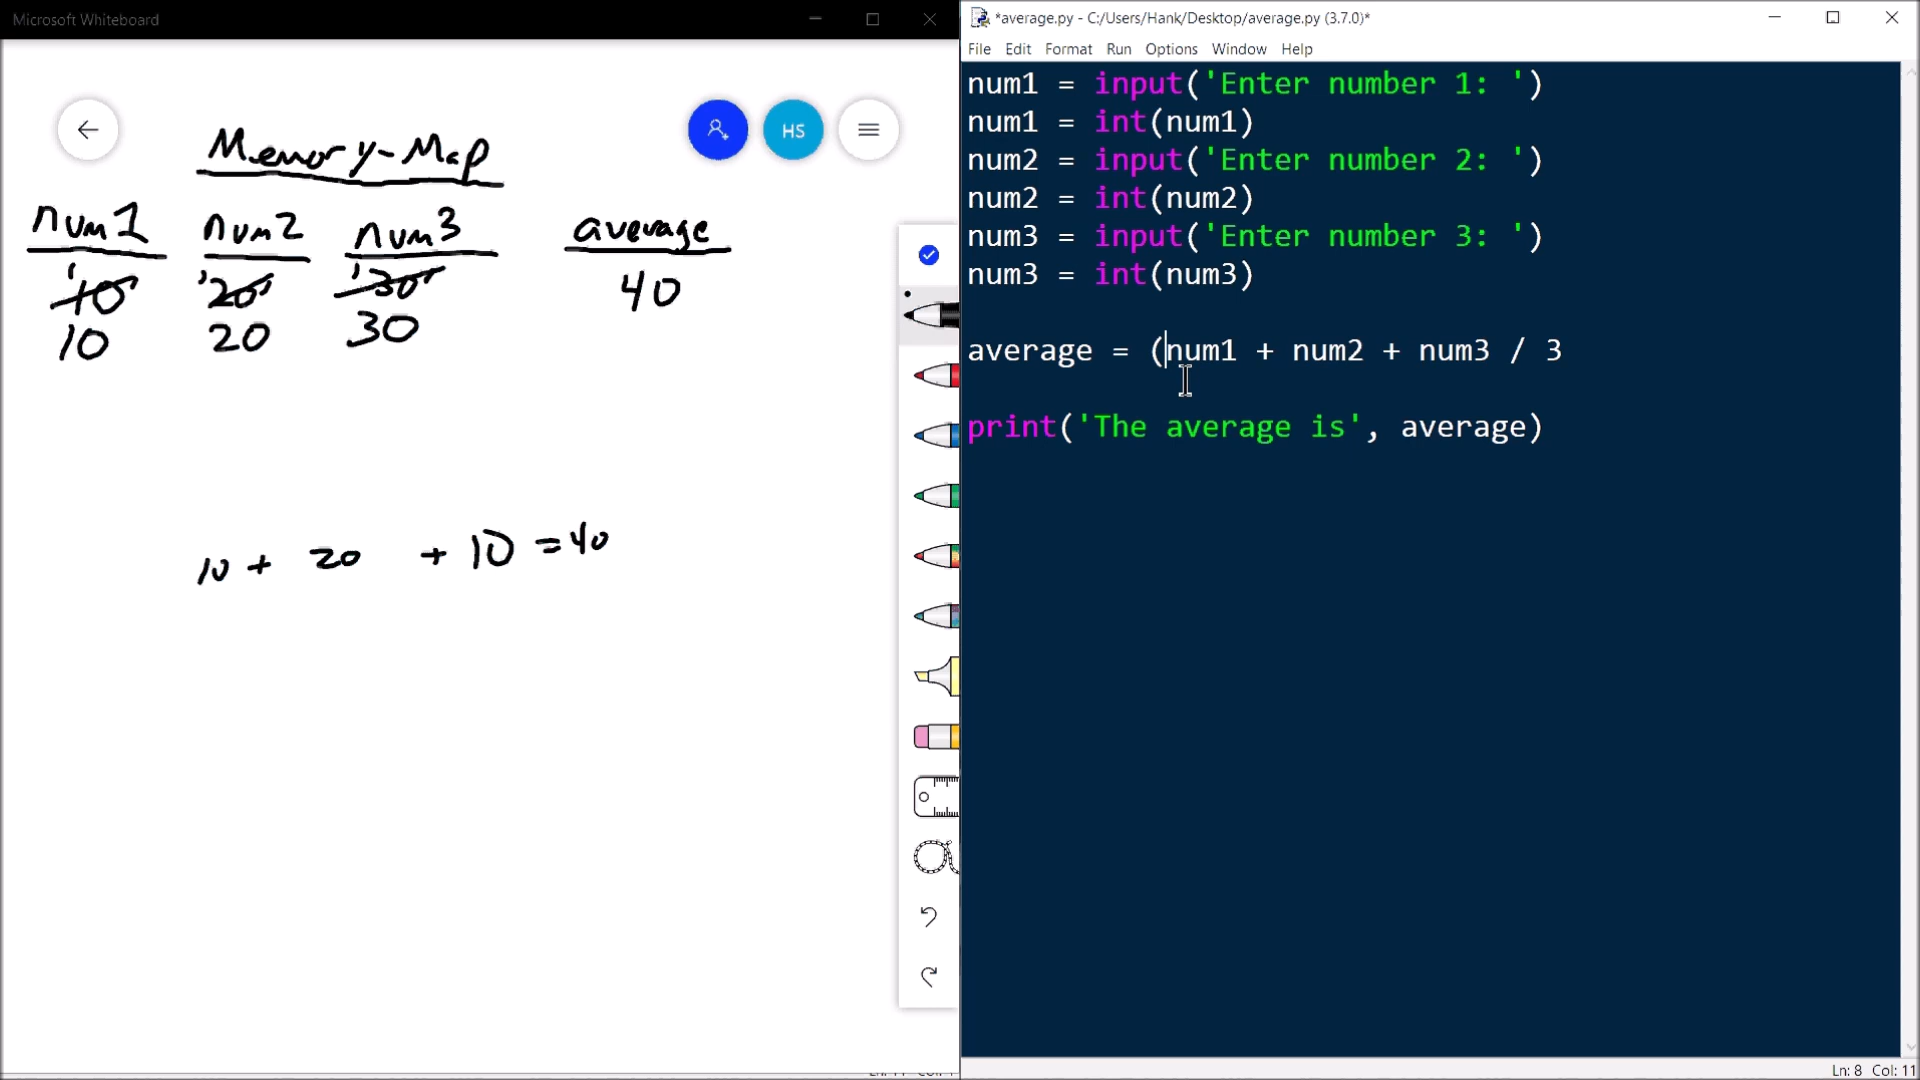 Microsoft Whiteboard
HS
Memory-Map
num1 num2 num3 average
'10' '20' '30' 40
10 20 30
10 + 20 + 10 = 40
*average.py - C:/Users/Hank/Desktop/average.py (3.7.0)*
File Edit Format Run Options Window Help
num1 = input('Enter number 1: ')
num1 = int(num1)
num2 = input('Enter number 2: ')
num2 = int(num2)
num3 = input('Enter number 3: ')
num3 = int(num3)
average = (num1 + num2 + num3 / 3
print('The average is', average)
Ln: 8 Col: 11